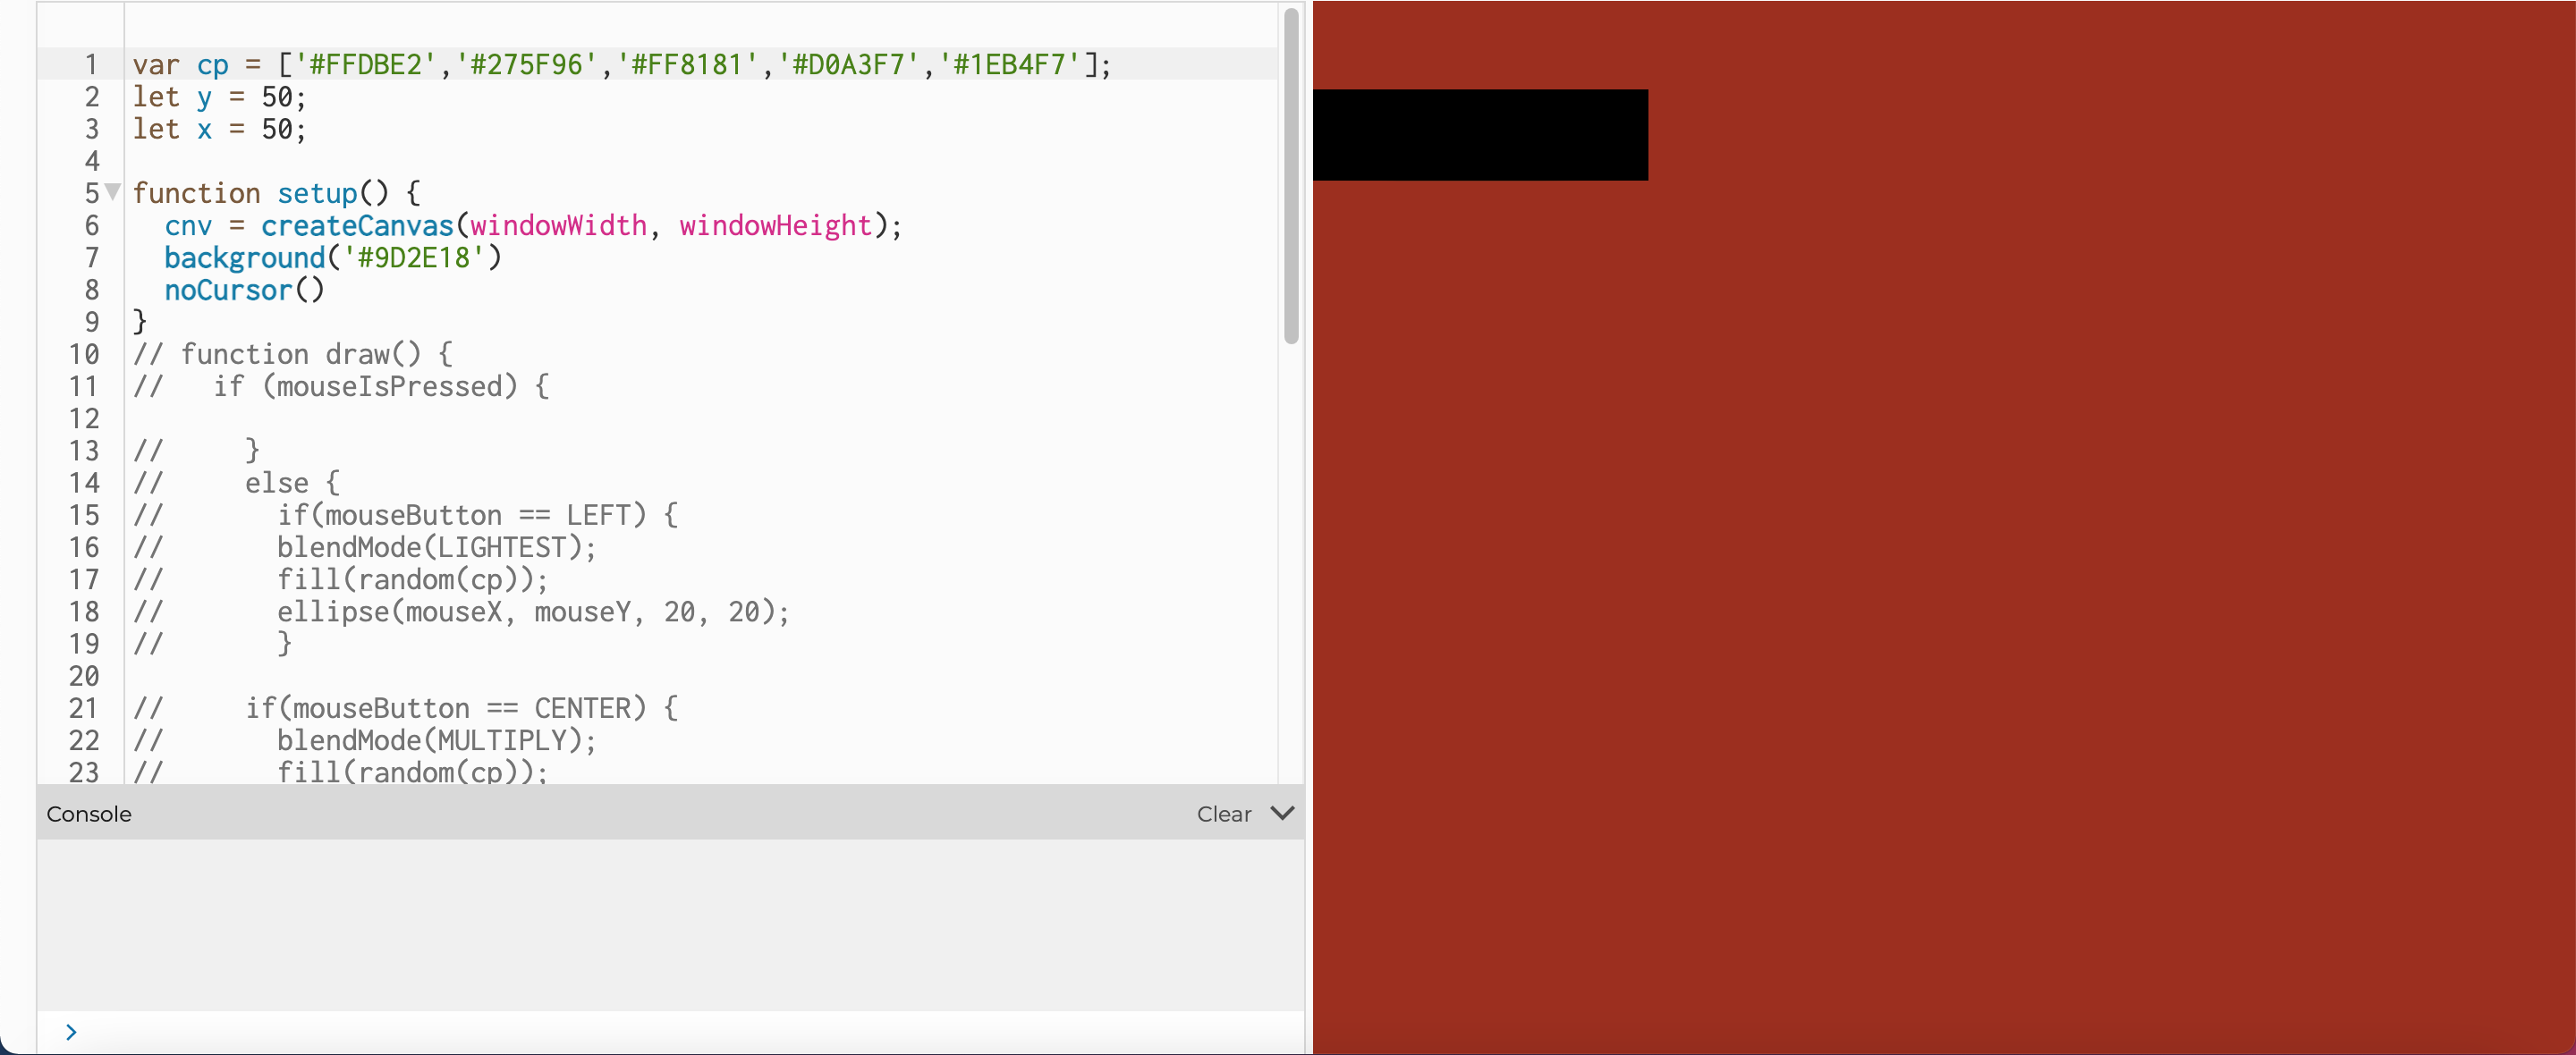 1 var cp = ['#FFDBE2','#275F96','#FF8181','#D0A3F7','#1EB4F7'];
2 let y = 50;
3 let x = 50;
4
5 function setup() {
6   cnv = createCanvas(windowWidth, windowHeight);
7   background('#9D2E18')
8   noCursor()
9 }
10 // function draw() {
11 //   if (mouseIsPressed) {
12
13 //     }
14 //     else {
15 //       if(mouseButton == LEFT) {
16 //       blendMode(LIGHTEST);
17 //       fill(random(cp));
18 //       ellipse(mouseX, mouseY, 20, 20);
19 //       }
20
21 //     if(mouseButton == CENTER) {
22 //       blendMode(MULTIPLY);
23 //       fill(random(cp));
Console Clear
>